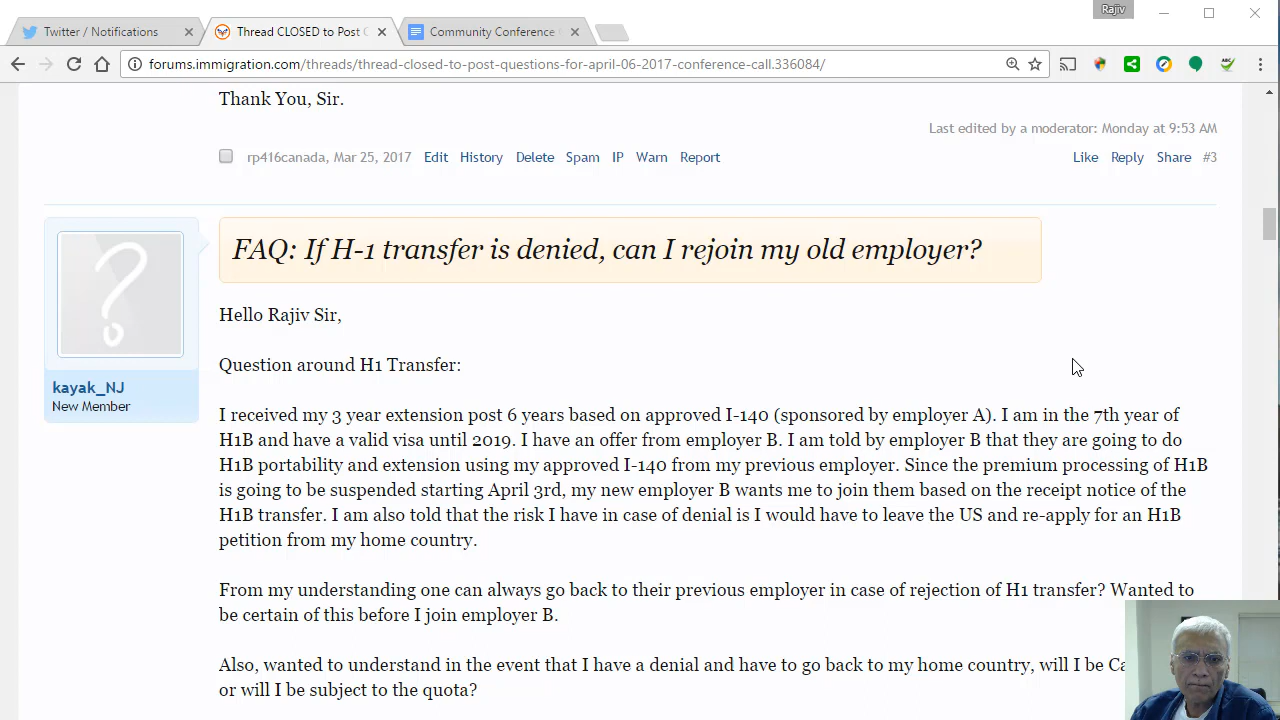 Rajiv
Twitter / Notifications
Thread CLOSED to Post
Community Conference
forums.immigration.com/threads/thread-closed-to-post-questions-for-april-06-2017-conference-call.336084/
Thank You, Sir.
Last edited by a moderator: Monday at 9:53 AM
rp416canada, Mar 25, 2017 Edit History Delete Spam IP Warn Report Like Reply Share #3
FAQ: If H-1 transfer is denied, can I rejoin my old employer?
Hello Rajiv Sir,
Question around H1 Transfer:
kayak_NJ
New Member
I received my 3 year extension post 6 years based on approved I-140 (sponsored by employer A). I am in the 7th year of
H1B and have a valid visa until 2019. I have an offer from employer B. I am told by employer B that they are going to do
H1B portability and extension using my approved I-140 from my previous employer. Since the premium processing of H1B
is going to be suspended starting April 3rd, my new employer B wants me to join them based on the receipt notice of the
H1B transfer. I am also told that the risk I have in case of denial is I would have to leave the US and re-apply for an H1B
petition from my home country.
From my understanding one can always go back to their previous employer in case of rejection of H1 transfer? Wanted to
be certain of this before I join employer B.
Also, wanted to understand in the event that I have a denial and have to go back to my home country, will I be
or will I be subject to the quota?